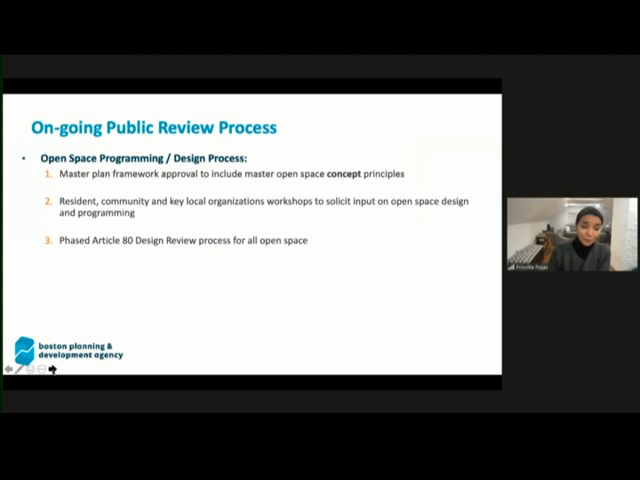 On-going Public Review Process
• Open Space Programming / Design Process:
1. Master plan framework approval to include master open space concept principles
2. Resident, community and key local organizations workshops to solicit input on open space design
and programming
3. Phased Article 80 Design Review process for all open space
boston planning &
development agency